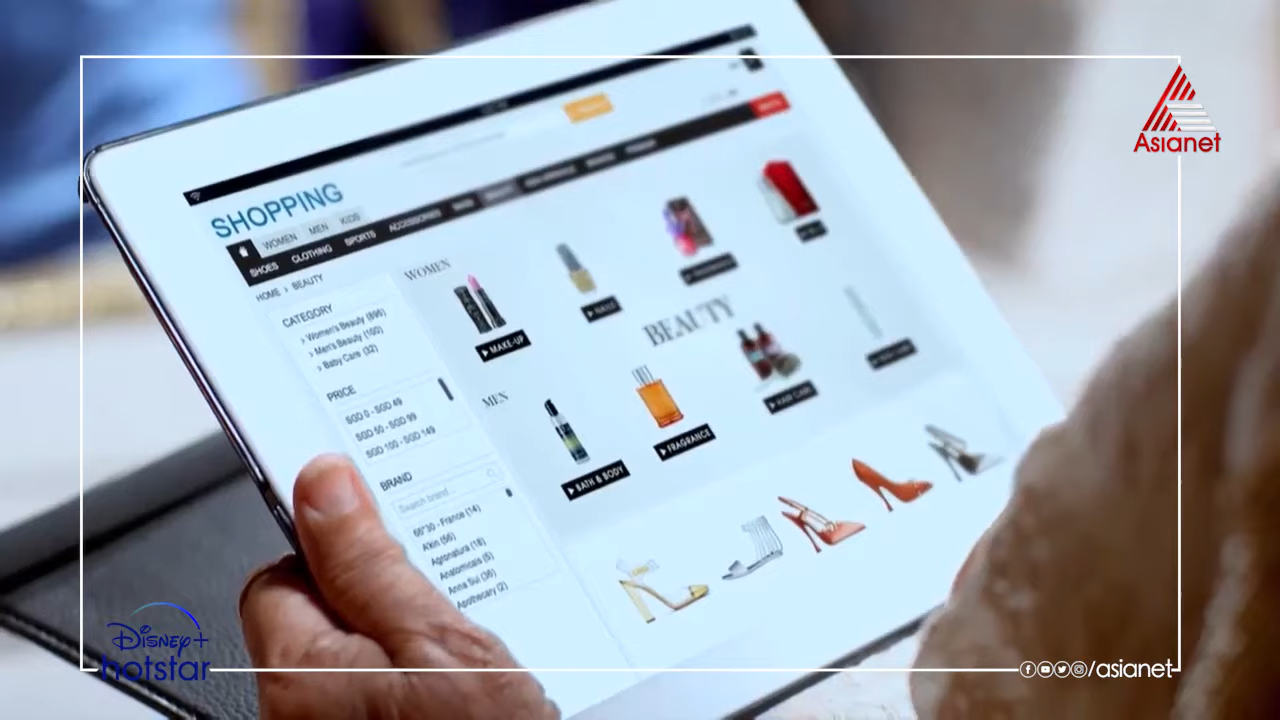 Asianet
SHOPPING
WOMEN MEN KIDS
SHOES CLOTHING SPORTS ACCESSORIES
HOME > BEAUTY
CATEGORY
> Women's Beauty (896)
> Men's Beauty (100)
> Baby Care (32)
PRICE
SGD 0 - SGD 49
SGD 50 - SGD 99
SGD 100 - SGD 149
BRAND
Search brand...
66°30 - France (14)
A'kin (56)
Agronatura (18)
Anatomicals (5)
Anna Sui (36)
Apothecary (2)
WOMEN
MAKE-UP
NAILS
BEAUTY
MEN
BATH & BODY
FRAGRANCE
HAIR CARE
Disney+
hotstar
/asianet